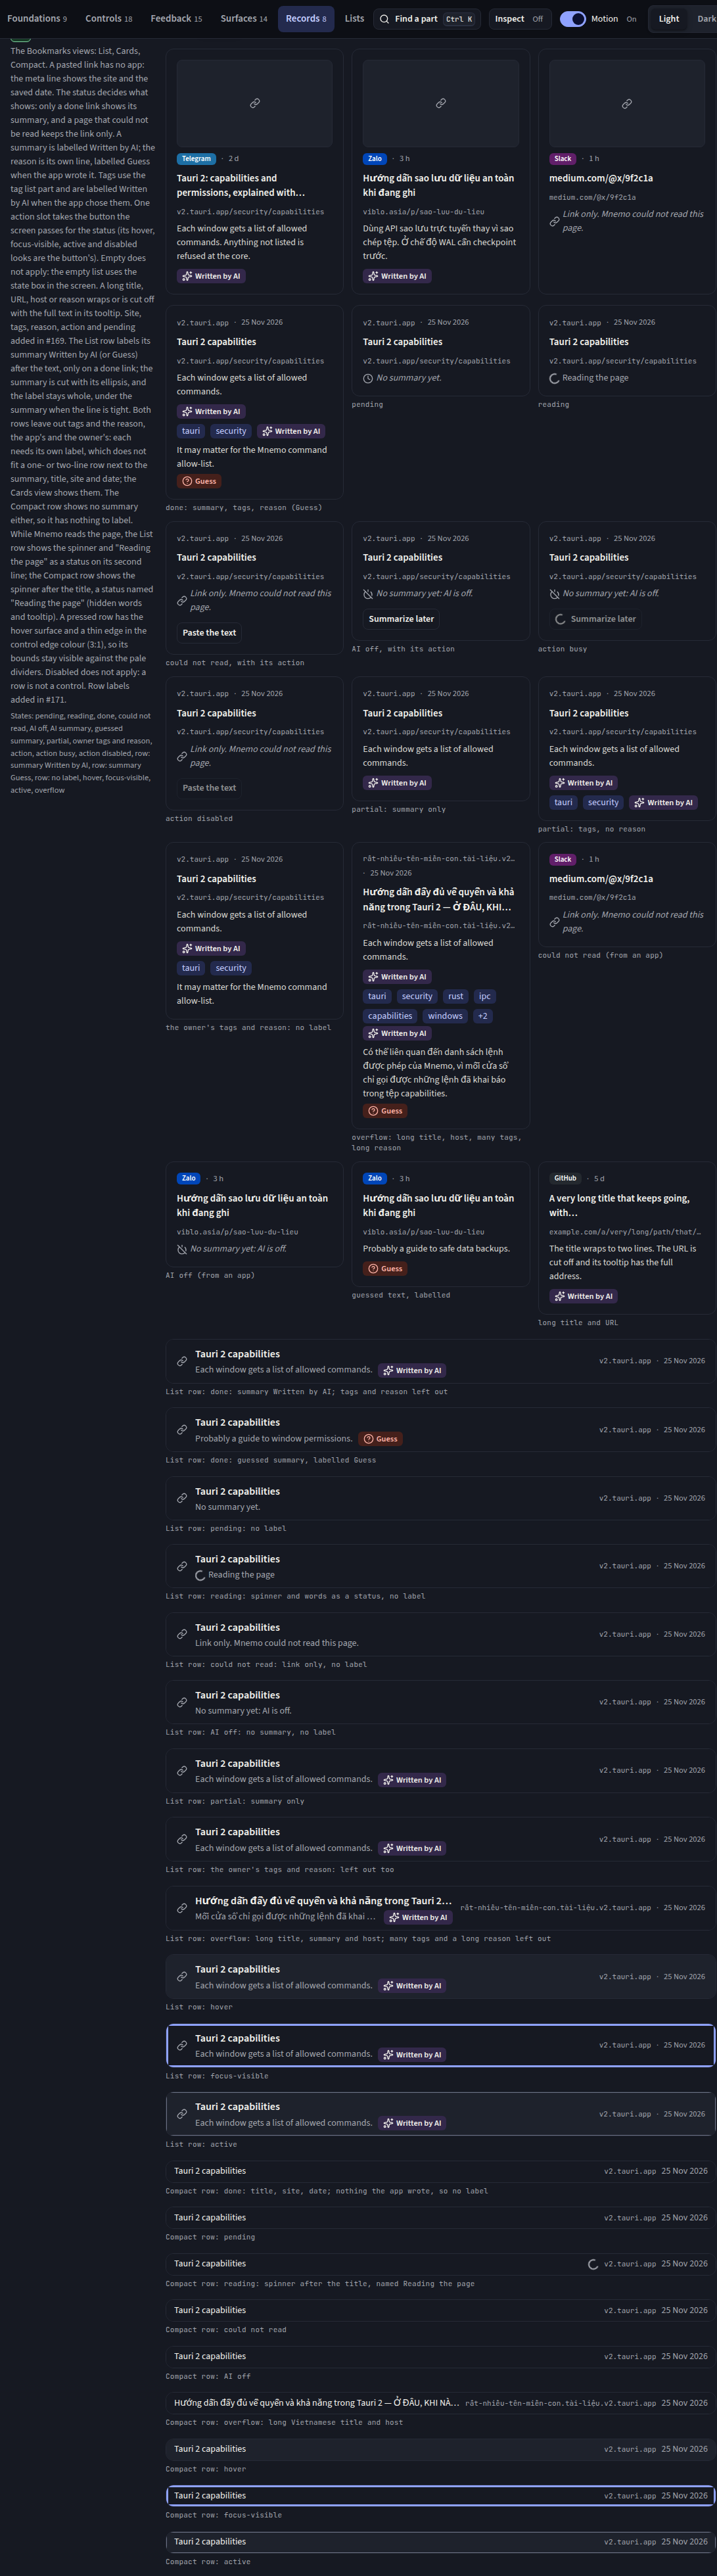 Foundations 9 Controls 18 Feedback 15 Surfaces 14 Records 8 Lists Find a part Ctrl K Inspect Off Motion On Light Dark
The Bookmarks views: List, Cards,
Compact. A pasted link has no app:
the meta line shows the site and the
saved date. The status decides what
shows: only a done link shows its
summary, and a page that could not
be read keeps the link only. A
summary is labelled Written by AI; the
reason is its own line, labelled Guess
when the app wrote it. Tags use the
tag list part and are labelled Written
by AI when the app chose them. One
action slot takes the button the
screen passes for the status (its hover,
focus-visible, active and disabled
looks are the button's). Empty does
not apply: the empty list uses the
state box in the screen. A long title,
URL, host or reason wraps or is cut off
with the full text in its tooltip. Site,
tags, reason, action and pending
added in #169. The List row labels its
summary Written by AI (or Guess)
after the text, only on a done link; the
summary is cut with its ellipsis, and
the label stays whole, under the
summary when the line is tight. Both
rows leave out tags and the reason,
the app's and the owner's: each
needs its own label, which does not
fit a one- or two-line row next to the
summary, title, site and date; the
Cards view shows them. The
Compact row shows no summary
either, so it has nothing to label.
While Mnemo reads the page, the List
row shows the spinner and "Reading
the page" as a status on its second
line; the Compact row shows the
spinner after the title, a status named
"Reading the page" (hidden words
and tooltip). A pressed row has the
hover surface and a thin edge in the
control edge colour (3:1), so its
bounds stay visible against the pale
dividers. Disabled does not apply: a
row is not a control. Row labels
added in #171.
States: pending, reading, done, could not
read, AI off, AI summary, guessed
summary, partial, owner tags and reason,
action, action busy, action disabled, row:
summary Written by AI, row: summary
Guess, row: no label, hover, focus-visible,
active, overflow
Telegram · 2 d
Tauri 2: capabilities and
permissions, explained with…
v2.tauri.app/security/capabilities
Each window gets a list of allowed
commands. Anything not listed is
refused at the core.
Written by AI
Zalo · 3 h
Hướng dẫn sao lưu dữ liệu an toàn
khi đang ghi
viblo.asia/p/sao-luu-du-lieu
Dùng API sao lưu trực tuyến thay vì sao
chép tệp. Ở chế độ WAL cần checkpoint
trước.
Written by AI
Slack · 1 h
medium.com/@x/9f2c1a
medium.com/@x/9f2c1a
Link only. Mnemo could not read this
page.
v2.tauri.app · 25 Nov 2026
Tauri 2 capabilities
v2.tauri.app/security/capabilities
Each window gets a list of allowed
commands.
Written by AI
tauri security Written by AI
It may matter for the Mnemo command
allow-list.
Guess
done: summary, tags, reason (Guess)
v2.tauri.app · 25 Nov 2026
Tauri 2 capabilities
v2.tauri.app/security/capabilities
No summary yet.
pending
v2.tauri.app · 25 Nov 2026
Tauri 2 capabilities
v2.tauri.app/security/capabilities
Reading the page
reading
v2.tauri.app · 25 Nov 2026
Tauri 2 capabilities
v2.tauri.app/security/capabilities
Link only. Mnemo could not read this
page.
Paste the text
could not read, with its action
v2.tauri.app · 25 Nov 2026
Tauri 2 capabilities
v2.tauri.app/security/capabilities
No summary yet: AI is off.
Summarize later
AI off, with its action
v2.tauri.app · 25 Nov 2026
Tauri 2 capabilities
v2.tauri.app/security/capabilities
No summary yet: AI is off.
Summarize later
action busy
v2.tauri.app · 25 Nov 2026
Tauri 2 capabilities
v2.tauri.app/security/capabilities
Link only. Mnemo could not read this
page.
Paste the text
action disabled
v2.tauri.app · 25 Nov 2026
Tauri 2 capabilities
v2.tauri.app/security/capabilities
Each window gets a list of allowed
commands.
Written by AI
partial: summary only
v2.tauri.app · 25 Nov 2026
Tauri 2 capabilities
v2.tauri.app/security/capabilities
Each window gets a list of allowed
commands.
Written by AI
tauri security Written by AI
partial: tags, no reason
v2.tauri.app · 25 Nov 2026
Tauri 2 capabilities
v2.tauri.app/security/capabilities
Each window gets a list of allowed
commands.
Written by AI
tauri security
It may matter for the Mnemo command
allow-list.
the owner's tags and reason: no label
rất-nhiều-tên-miền-con.tài-liệu.v2…
· 25 Nov 2026
Hướng dẫn đầy đủ về quyền và khả
năng trong Tauri 2 — Ở ĐÂU, KHI…
rất-nhiều-tên-miền-con.tài-liệu.v2…
Each window gets a list of allowed
commands.
Written by AI
tauri security rust ipc
capabilities windows +2
Written by AI
Có thể liên quan đến danh sách lệnh
được phép của Mnemo, vì mỗi cửa sổ
chỉ gọi được những lệnh đã khai báo
trong tệp capabilities.
Guess
overflow: long title, host, many tags,
long reason
Slack · 1 h
medium.com/@x/9f2c1a
medium.com/@x/9f2c1a
Link only. Mnemo could not read this
page.
could not read (from an app)
Zalo · 3 h
Hướng dẫn sao lưu dữ liệu an toàn
khi đang ghi
viblo.asia/p/sao-luu-du-lieu
No summary yet: AI is off.
AI off (from an app)
Zalo · 3 h
Hướng dẫn sao lưu dữ liệu an toàn
khi đang ghi
viblo.asia/p/sao-luu-du-lieu
Probably a guide to safe data backups.
Guess
guessed text, labelled
GitHub · 5 d
A very long title that keeps going,
with…
example.com/a/very/long/path/that/…
The title wraps to two lines. The URL is
cut off and its tooltip has the full
address.
Written by AI
long title and URL
Tauri 2 capabilities
Each window gets a list of allowed commands. Written by AI v2.tauri.app · 25 Nov 2026
List row: done: summary Written by AI; tags and reason left out
Tauri 2 capabilities
Probably a guide to window permissions. Guess v2.tauri.app · 25 Nov 2026
List row: done: guessed summary, labelled Guess
Tauri 2 capabilities
No summary yet. v2.tauri.app · 25 Nov 2026
List row: pending: no label
Tauri 2 capabilities
Reading the page v2.tauri.app · 25 Nov 2026
List row: reading: spinner and words as a status, no label
Tauri 2 capabilities
Link only. Mnemo could not read this page. v2.tauri.app · 25 Nov 2026
List row: could not read: link only, no label
Tauri 2 capabilities
No summary yet: AI is off. v2.tauri.app · 25 Nov 2026
List row: AI off: no summary, no label
Tauri 2 capabilities
Each window gets a list of allowed commands. Written by AI v2.tauri.app · 25 Nov 2026
List row: partial: summary only
Tauri 2 capabilities
Each window gets a list of allowed commands. Written by AI v2.tauri.app · 25 Nov 2026
List row: the owner's tags and reason: left out too
Hướng dẫn đầy đủ về quyền và khả năng trong Tauri 2…
Mỗi cửa sổ chỉ gọi được những lệnh đã khai … Written by AI rất-nhiều-tên-miền-con.tài-liệu.v2.tauri.app · 25 Nov 2026
List row: overflow: long title, summary and host; many tags and a long reason left out
Tauri 2 capabilities
Each window gets a list of allowed commands. Written by AI v2.tauri.app · 25 Nov 2026
List row: hover
Tauri 2 capabilities
Each window gets a list of allowed commands. Written by AI v2.tauri.app · 25 Nov 2026
List row: focus-visible
Tauri 2 capabilities
Each window gets a list of allowed commands. Written by AI v2.tauri.app · 25 Nov 2026
List row: active
Tauri 2 capabilities v2.tauri.app 25 Nov 2026
Compact row: done: title, site, date; nothing the app wrote, so no label
Tauri 2 capabilities v2.tauri.app 25 Nov 2026
Compact row: pending
Tauri 2 capabilities v2.tauri.app 25 Nov 2026
Compact row: reading: spinner after the title, named Reading the page
Tauri 2 capabilities v2.tauri.app 25 Nov 2026
Compact row: could not read
Tauri 2 capabilities v2.tauri.app 25 Nov 2026
Compact row: AI off
Hướng dẫn đầy đủ về quyền và khả năng trong Tauri 2 — Ở ĐÂU, KHI NÀ… rất-nhiều-tên-miền-con.tài-liệu.v2.tauri.app 25 Nov 2026
Compact row: overflow: long Vietnamese title and host
Tauri 2 capabilities v2.tauri.app 25 Nov 2026
Compact row: hover
Tauri 2 capabilities v2.tauri.app 25 Nov 2026
Compact row: focus-visible
Tauri 2 capabilities v2.tauri.app 25 Nov 2026
Compact row: active